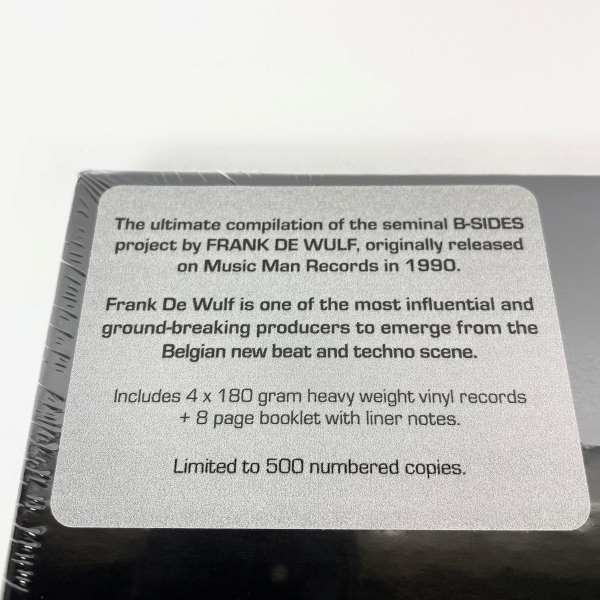 The ultimate compilation of the seminal B-SIDES
project by FRANK DE WULF, originally released
on Music Man Records in 1990.
Frank De Wulf is one of the most influential and
ground-breaking producers to emerge from the
Belgian new beat and techno scene.
Includes 4 x 180 gram heavy weight vinyl records
+ 8 page booklet with liner notes.
Limited to 500 numbered copies.